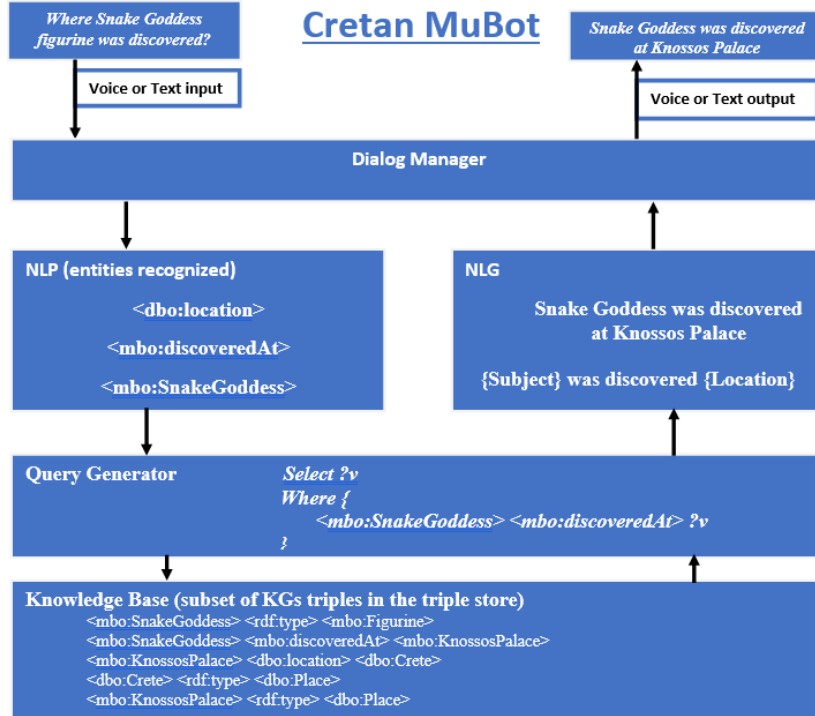 Where Snake Goddess
figurine was discovered?
Cretan MuBot
Snake Goddess was discovered
at Knossos Palace
Voice or Text input
Voice or Text output
Dialog Manager
NLP (entities recognized)
<dbo:location>
<mbo:discoveredAt>
<mbo:SnakeGoddess>
NLG
Snake Goddess was discovered
at Knossos Palace
{Subject} was discovered {Location}
Query Generator
Select ?v
Where {
<mbo:SnakeGoddess> <mbo:discoveredAt> ?v
}
Knowledge Base (subset of KGs triples in the triple store)
<mbo:SnakeGoddess> <rdf:type> <mbo:Figurine>
<mbo:SnakeGoddess> <mbo:discoveredAt> <mbo:KnossosPalace>
<mbo:KnossosPalace> <dbo:location> <dbo:Crete>
<dbo:Crete> <rdf:type> <dbo:Place>
<mbo:KnossosPalace> <rdf:type> <dbo:Place>